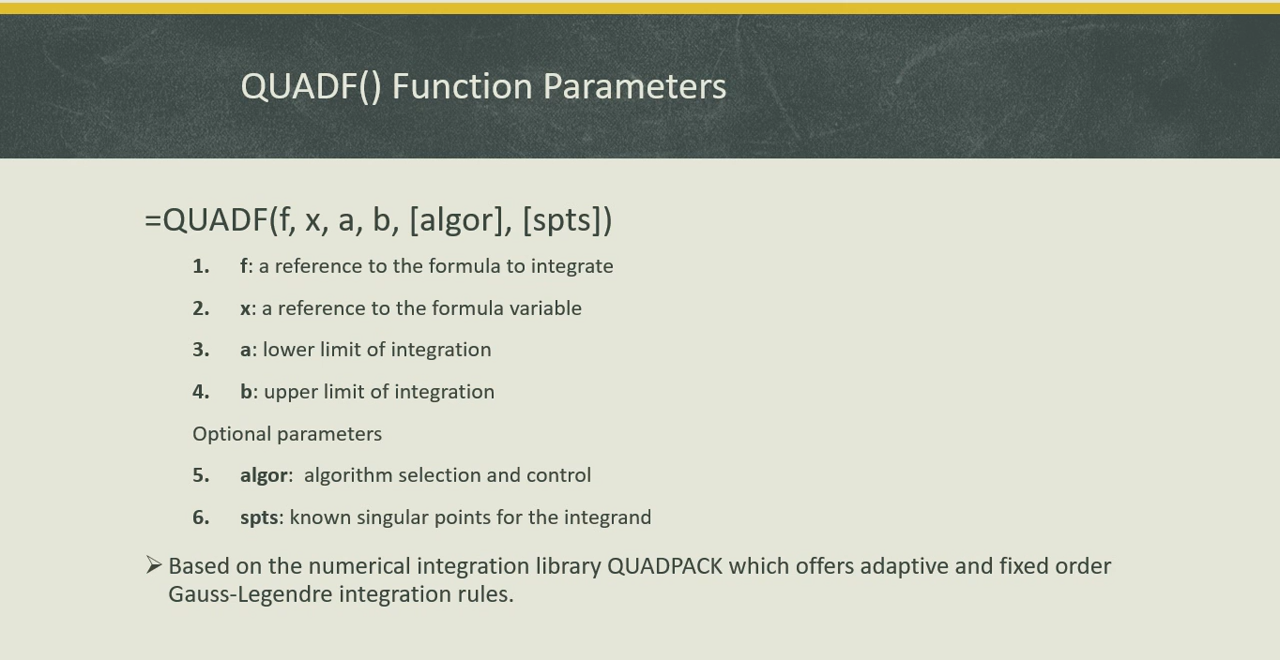 QUADF() Function Parameters
=QUADF(f, x, a, b, [algor], [spts])
1. f: a reference to the formula to integrate
2. x: a reference to the formula variable
3. a: lower limit of integration
4. b: upper limit of integration
Optional parameters
5. algor: algorithm selection and control
6. spts: known singular points for the integrand
➢ Based on the numerical integration library QUADPACK which offers adaptive and fixed order
Gauss-Legendre integration rules.